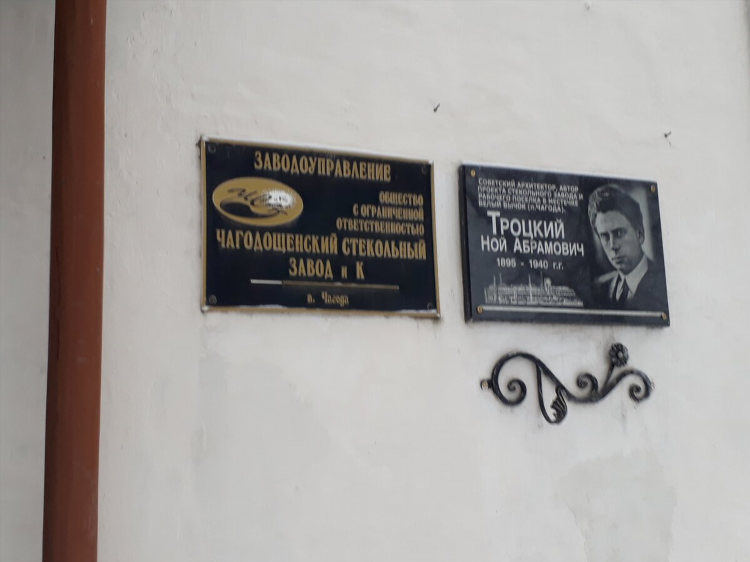 ЗАВОДОУПРАВЛЕНИЕ
ОБЩЕСТВО
С ОГРАНИЧЕННОЙ
ОТВЕТСТВЕННОСТЬЮ
ЧАГОДОЩЕНСКИЙ СТЕКОЛЬНЫЙ
ЗАВОД и К
п. Чагода
СОВЕТСКИЙ АРХИТЕКТОР, АВТОР
ПРОЕКТА СТЕКОЛЬНОГО ЗАВОДА И
РАБОЧЕГО ПОСЕЛКА В МЕСТЕЧКЕ
БЕЛЫЙ БЫЧОК (п.ЧАГОДА),
ТРОЦКИЙ
НОЙ АБРАМОВИЧ
1895 - 1940 г.г.